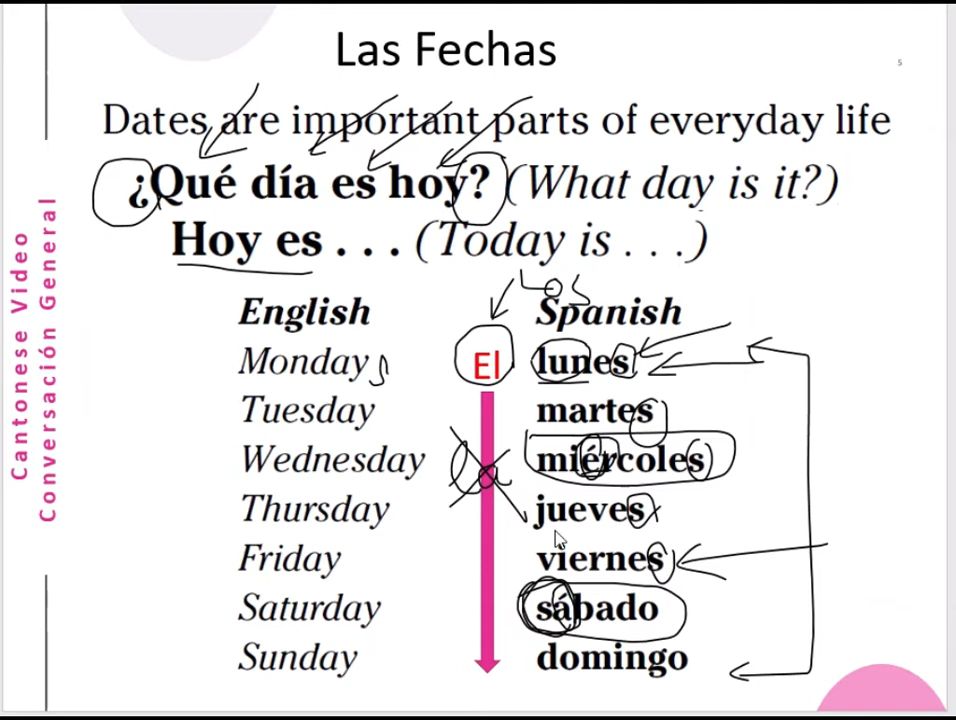 Las Fechas
5
Dates are important parts of everyday life
¿Qué día es hoy? (What day is it?)
Hoy es . . . (Today is . . .)
Los
English Spanish
Monday s El lunes
Tuesday martes
Wednesday la miércoles
Thursday jueves
Friday viernes
Saturday sábado
Sunday domingo
Cantonese Video
Conversación General